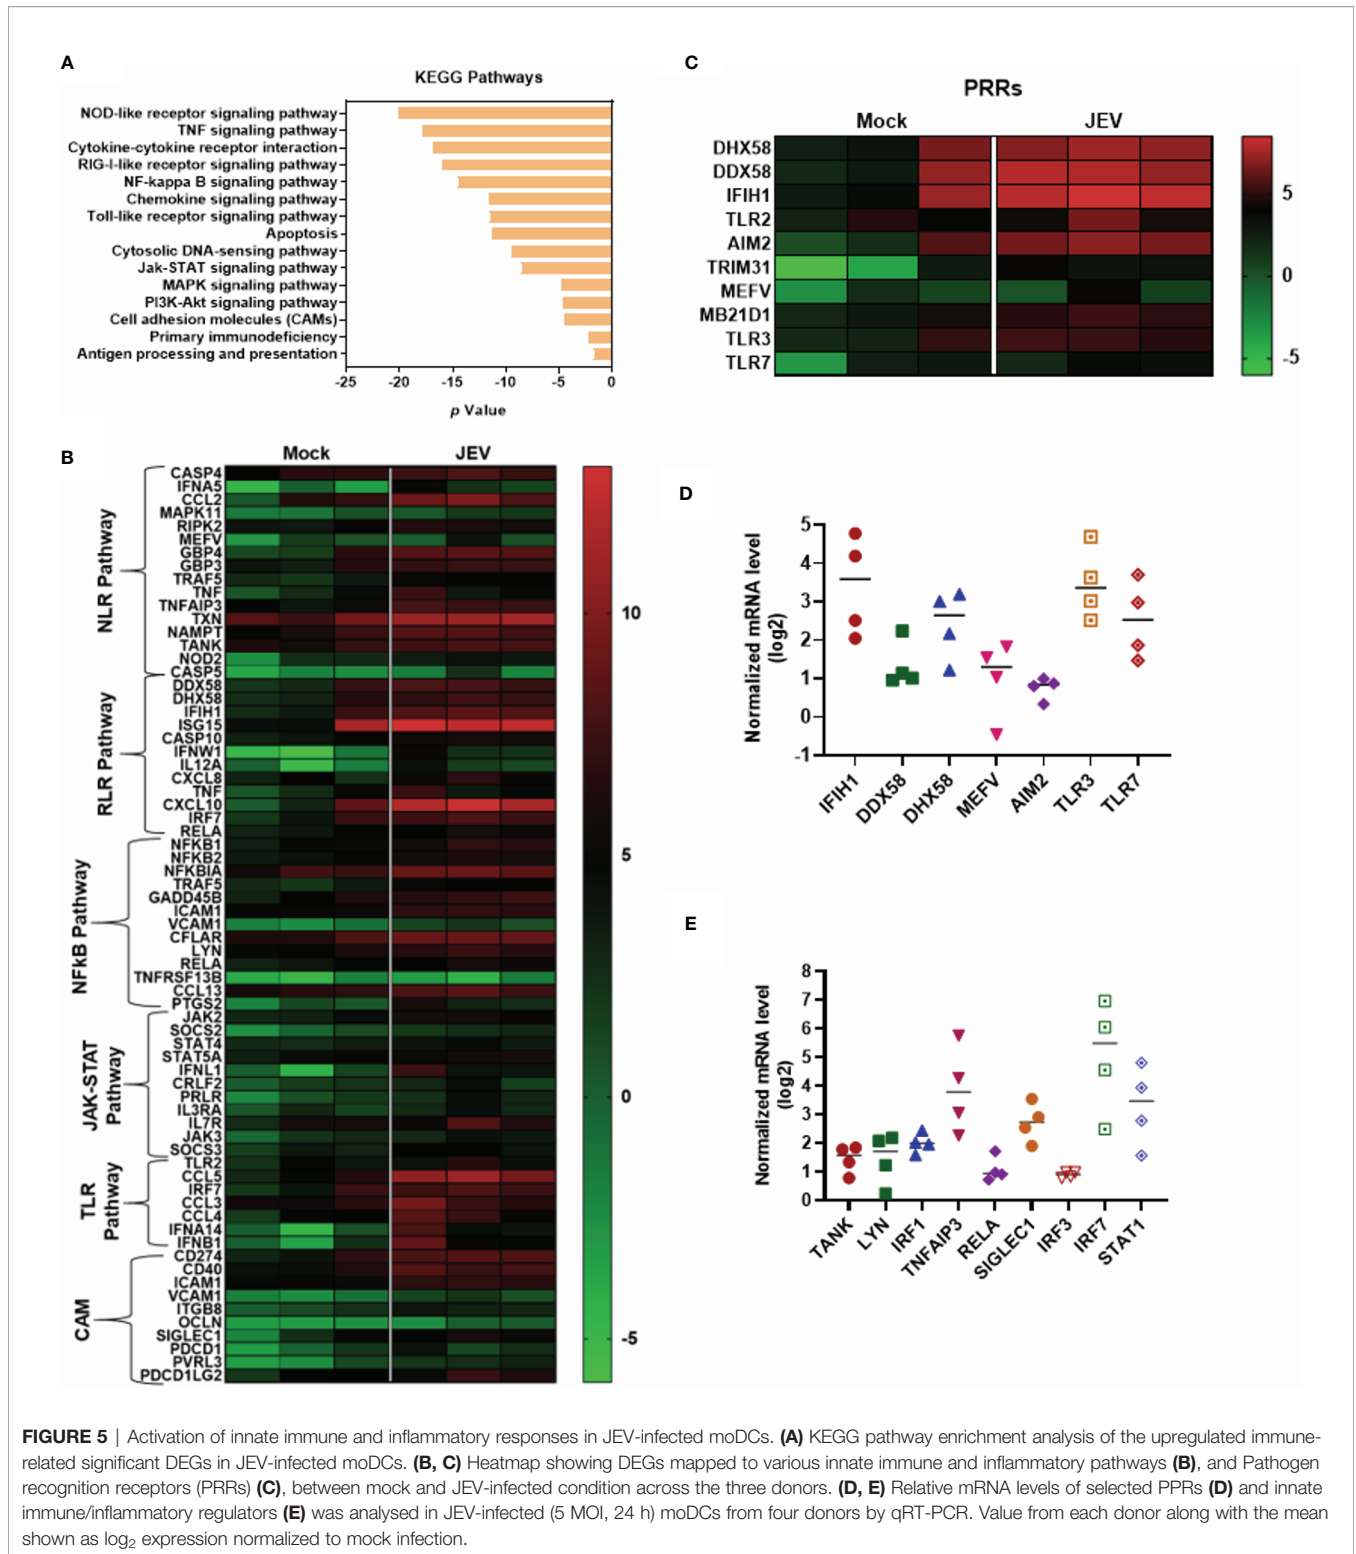 A
KEGG Pathways
NOD-like receptor signaling pathway
TNF signaling pathway
Cytokine-cytokine receptor interaction
RIG-I-like receptor signaling pathway
NF-kappa B signaling pathway
Chemokine signaling pathway
Toll-like receptor signaling pathway
Apoptosis
Cytosolic DNA-sensing pathway
Jak-STAT signaling pathway
MAPK signaling pathway
PI3K-Akt signaling pathway
Cell adhesion molecules (CAMs)
Primary immunodeficiency
Antigen processing and presentation
-25 -20 -15 -10 -5 0
p Value
C
PRRs
Mock JEV
DHX58
DDX58
IFIH1
TLR2
AIM2
TRIM31
MEFV
MB21D1
TLR3
TLR7
5
0
-5
B
Mock JEV
NLR Pathway
CASP4
IFNA5
CCL2
MAPK11
RIPK2
MEFV
GBP4
GBP3
TRAF5
TNF
TNFAIP3
TXN
NAMPT
TANK
NOD2
CASP5
RLR Pathway
DDX58
DHX58
IFIH1
ISG15
CASP10
IFNW1
IL12A
CXCL8
TNF
CXCL10
IRF7
RELA
NFkB Pathway
NFKB1
NFKB2
NFKBIA
TRAF5
GADD45B
ICAM1
VCAM1
CFLAR
LYN
RELA
TNFRSF13B
CCL13
PTGS2
JAK-STAT
Pathway
JAK2
SOCS2
STAT4
STAT5A
IFNL1
CRLF2
PRLR
IL3RA
IL7R
JAK3
SOCS3
TLR
Pathway
TLR2
CCL5
IRF7
CCL3
CCL4
IFNA14
IFNB1
CAM
CD274
CD40
ICAM1
VCAM1
ITGB8
OCLN
SIGLEC1
PDCD1
PVRL3
PDCD1LG2
10
5
0
-5
D
Normalized mRNA level
(log2)
5
4
3
2
1
0
-1
IFIH1 DDX58 DHX58 MEFV AIM2 TLR3 TLR7
E
Normalized mRNA level
(log2)
8
7
6
5
4
3
2
1
0
TANK LYN IRF1 TNFAIP3 RELA SIGLEC1 IRF3 IRF7 STAT1
FIGURE 5 | Activation of innate immune and inflammatory responses in JEV-infected moDCs. (A) KEGG pathway enrichment analysis of the upregulated immune-
related significant DEGs in JEV-infected moDCs. (B, C) Heatmap showing DEGs mapped to various innate immune and inflammatory pathways (B), and Pathogen
recognition receptors (PRRs) (C), between mock and JEV-infected condition across the three donors. (D, E) Relative mRNA levels of selected PPRs (D) and innate
immune/inflammatory regulators (E) was analysed in JEV-infected (5 MOI, 24 h) moDCs from four donors by qRT-PCR. Value from each donor along with the mean
shown as log₂ expression normalized to mock infection.